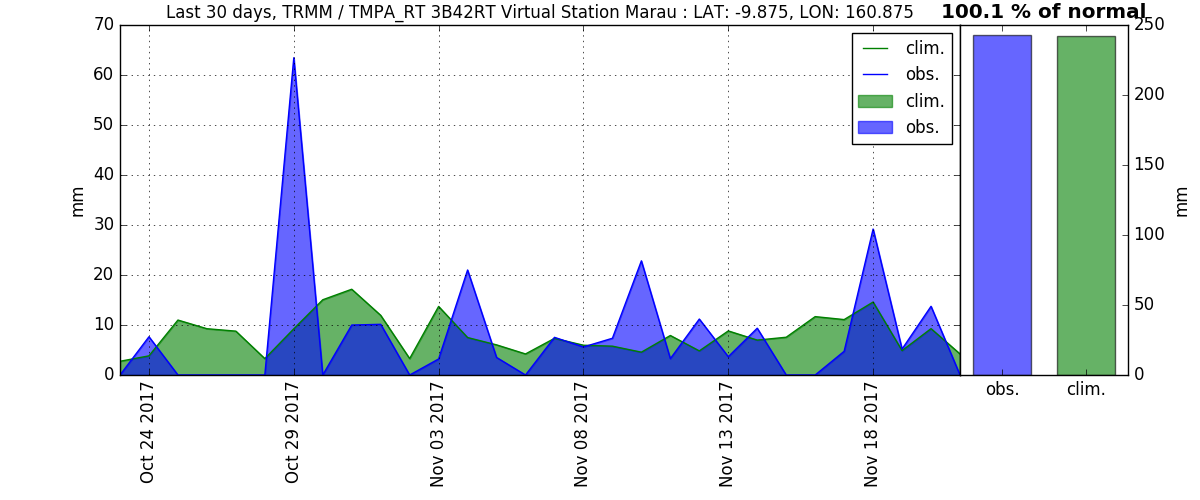 Last 30 days, TRMM / TMPA_RT 3B42RT Virtual Station Marau : LAT: -9.875, LON: 160.875
100.1 % of normal
70
60
50
40
30
20
10
0
mm
clim.
obs.
clim.
obs.
250
200
150
100
50
0
mm
obs.
clim.
Oct 24 2017
Oct 29 2017
Nov 03 2017
Nov 08 2017
Nov 13 2017
Nov 18 2017